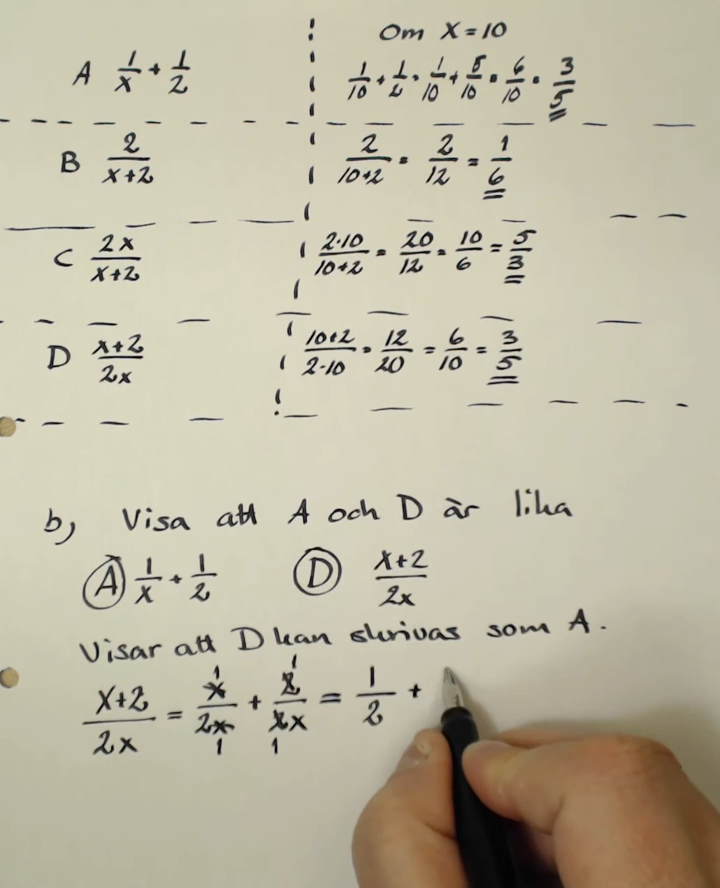 Om X=10
A 1/x + 1/2 1/10 + 1/2 = 1/10 + 5/10 = 6/10 = 3/5
B 2/(x+2) 2/(10+2) = 2/12 = 1/6
C 2x/(x+2) 2·10/(10+2) = 20/12 = 10/6 = 5/3
D (x+2)/2x (10+2)/(2·10) = 12/20 = 6/10 = 3/5
b) Visa att A och D är lika
A 1/x + 1/2 D (x+2)/2x
Visar att D kan skrivas som A.
(x+2)/2x = x/2x + 2/2x = 1/2 +